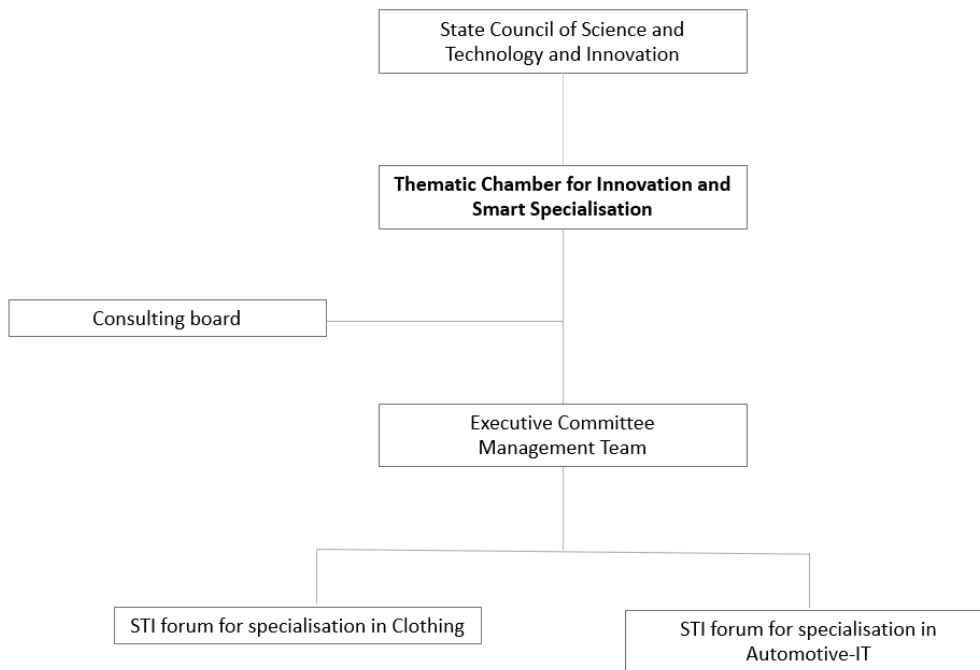 State Council of Science and
Technology and Innovation
Thematic Chamber for Innovation and
Smart Specialisation
Consulting board
Executive Committee
Management Team
STI forum for specialisation in Clothing
STI forum for specialisation in
Automotive-IT